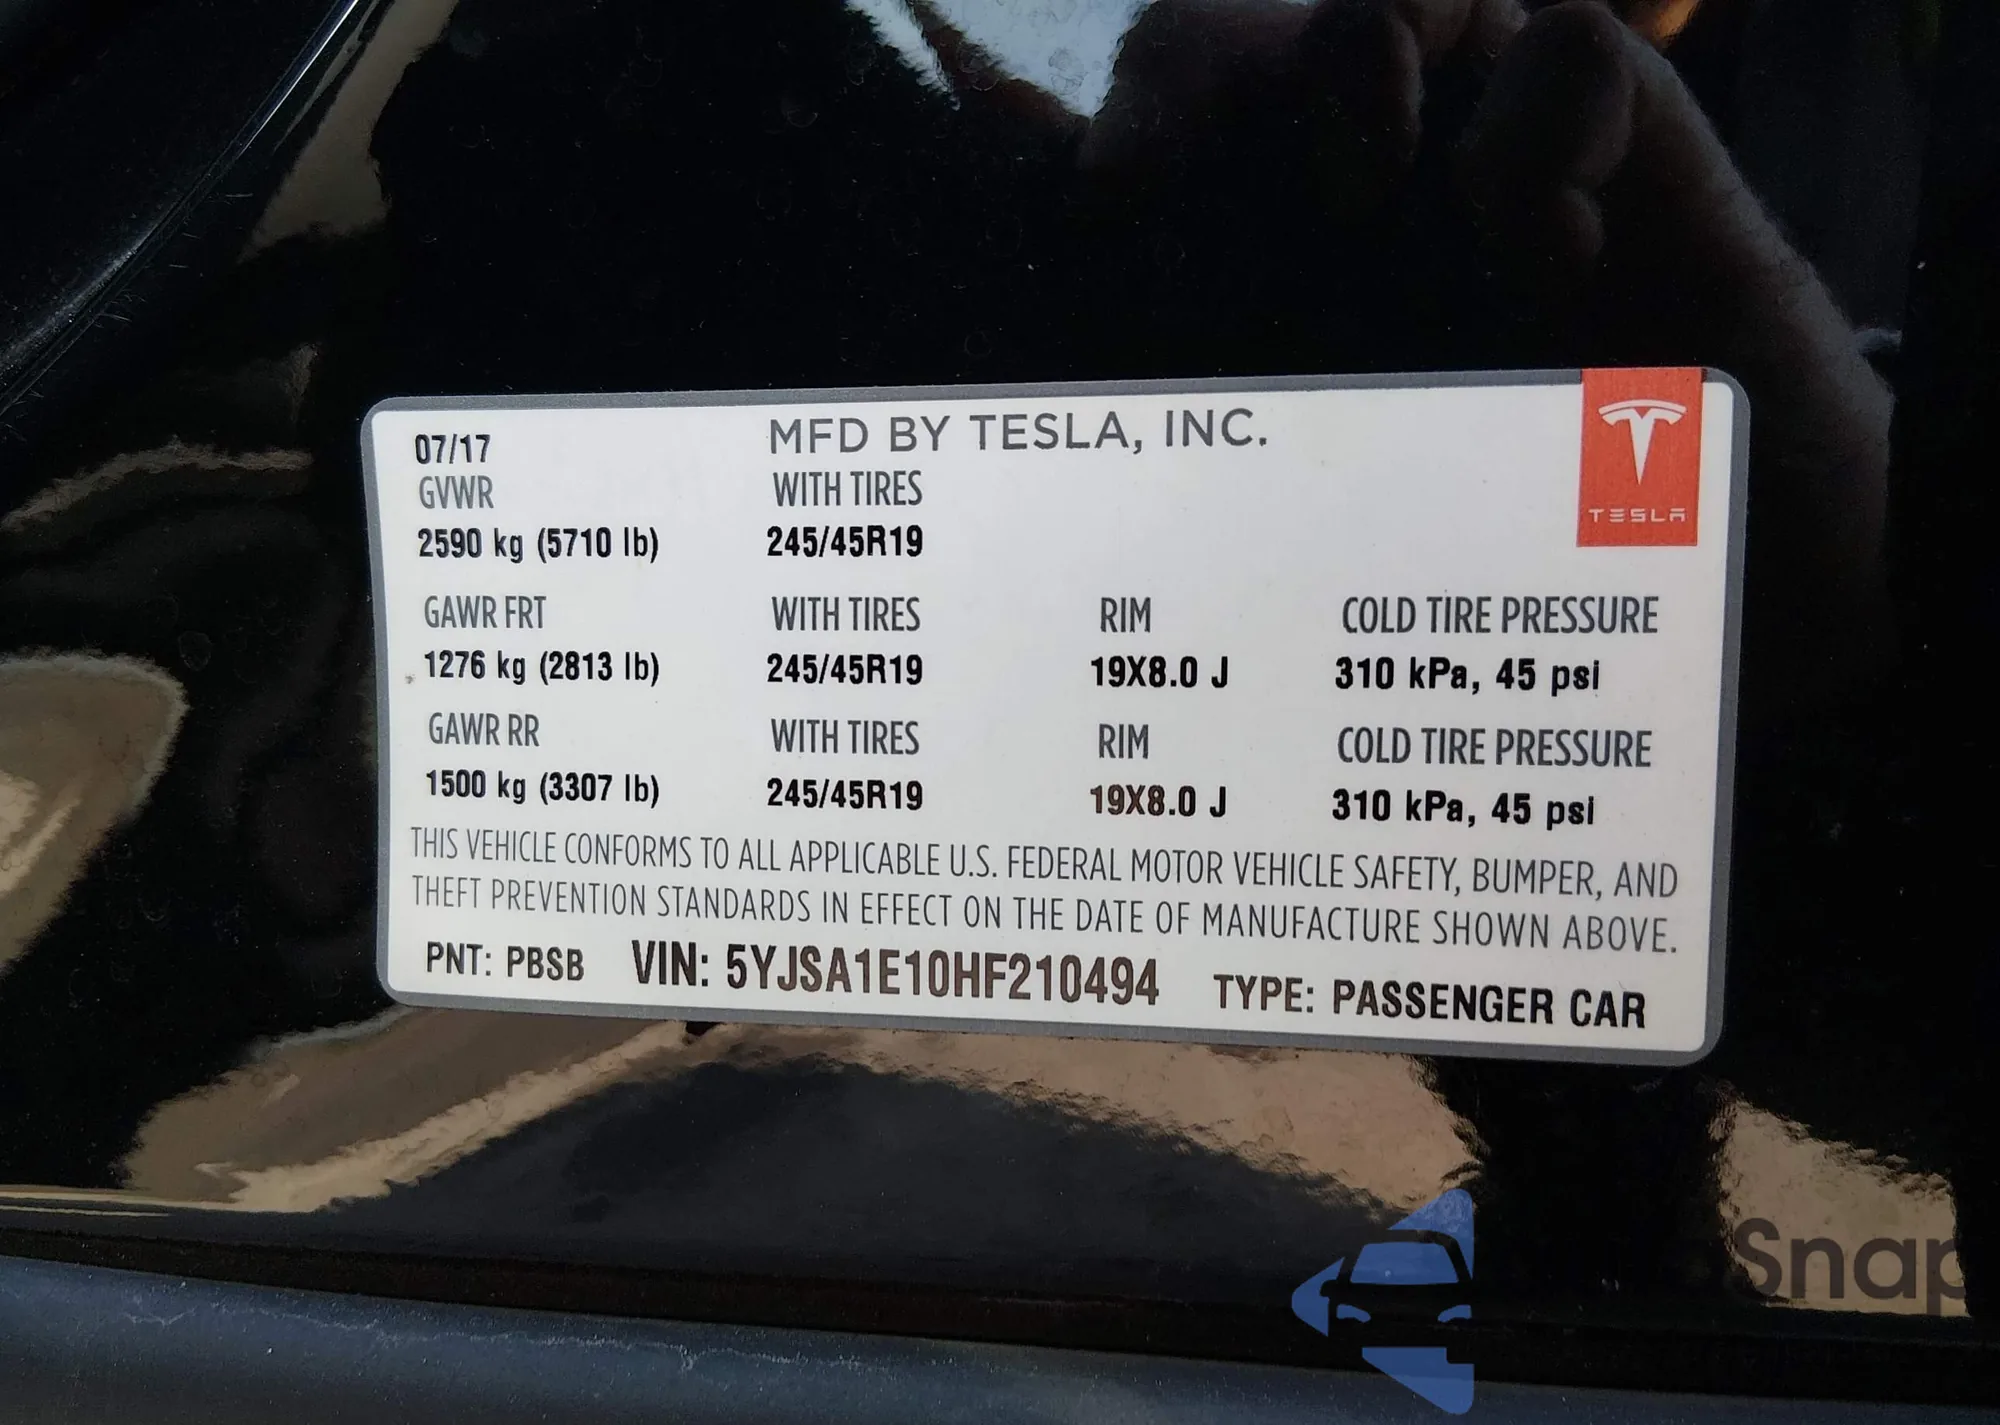 07/17 MFD BY TESLA, INC.
GVWR WITH TIRES
2590 kg (5710 lb) 245/45R19
TESLA
GAWR FRT WITH TIRES RIM COLD TIRE PRESSURE
1276 kg (2813 lb) 245/45R19 19X8.0 J 310 kPa, 45 psi
GAWR RR WITH TIRES RIM COLD TIRE PRESSURE
1500 kg (3307 lb) 245/45R19 19X8.0 J 310 kPa, 45 psi
THIS VEHICLE CONFORMS TO ALL APPLICABLE U.S. FEDERAL MOTOR VEHICLE SAFETY, BUMPER, AND
THEFT PREVENTION STANDARDS IN EFFECT ON THE DATE OF MANUFACTURE SHOWN ABOVE.
PNT: PBSB VIN: 5YJSA1E10HF210494 TYPE: PASSENGER CAR
Snap